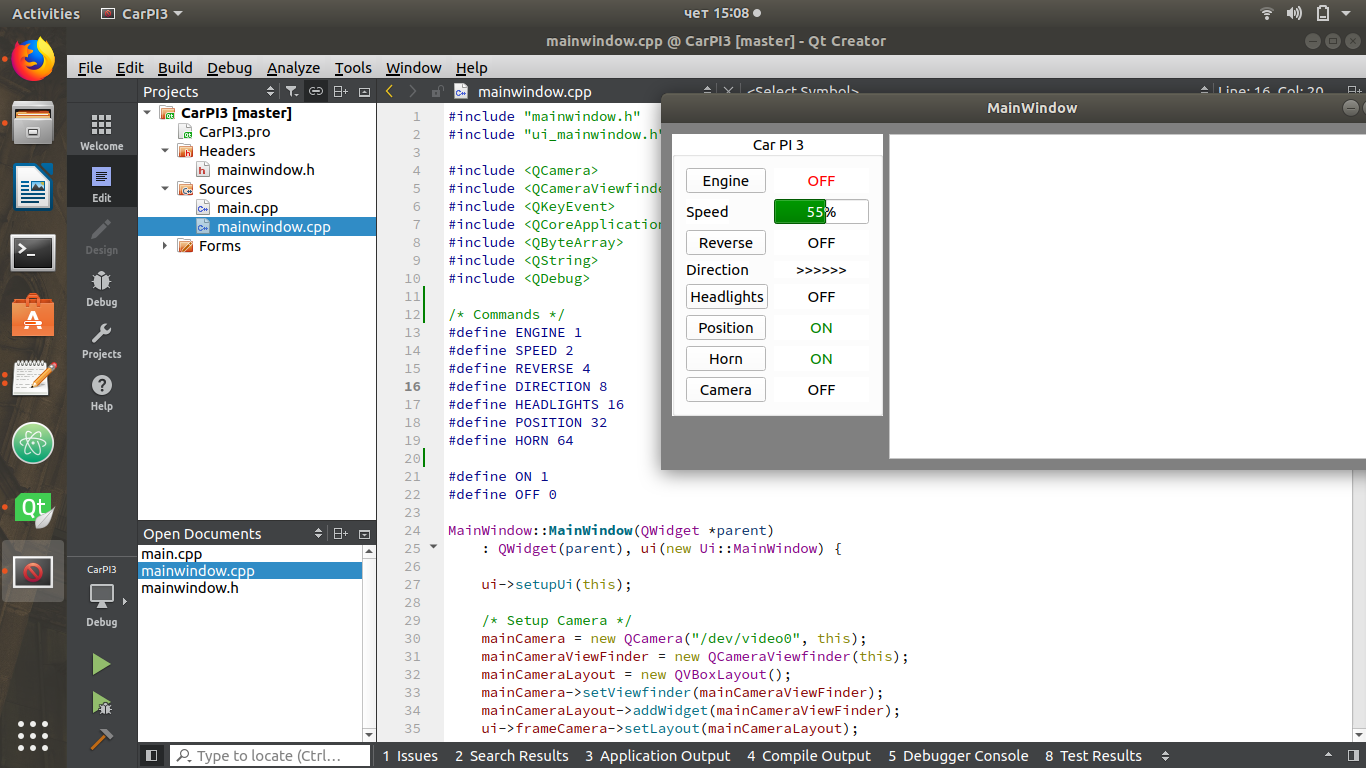 Activities CarPI3 чет 15:08
mainwindow.cpp @ CarPI3 [master] - Qt Creator
File Edit Build Debug Analyze Tools Window Help
Projects
mainwindow.cpp
<Select Symbol>
Line: 16, Col: 20
Welcome
Edit
Design
Debug
Projects
Help
CarPI3
Debug
CarPI3 [master]
CarPI3.pro
Headers
mainwindow.h
Sources
main.cpp
mainwindow.cpp
Forms
Open Documents
main.cpp
mainwindow.cpp
mainwindow.h
1 #include "mainwindow.h"
2 #include "ui_mainwindow.h"
3
4 #include <QCamera>
5 #include <QCameraViewfinde
6 #include <QKeyEvent>
7 #include <QCoreApplication
8 #include <QByteArray>
9 #include <QString>
10 #include <QDebug>
11
12 /* Commands */
13 #define ENGINE 1
14 #define SPEED 2
15 #define REVERSE 4
16 #define DIRECTION 8
17 #define HEADLIGHTS 16
18 #define POSITION 32
19 #define HORN 64
20
21 #define ON 1
22 #define OFF 0
23
24 MainWindow::MainWindow(QWidget *parent)
25 : QWidget(parent), ui(new Ui::MainWindow) {
26
27 ui->setupUi(this);
28
29 /* Setup Camera */
30 mainCamera = new QCamera("/dev/video0", this);
31 mainCameraViewFinder = new QCameraViewfinder(this);
32 mainCameraLayout = new QVBoxLayout();
33 mainCamera->setViewfinder(mainCameraViewFinder);
34 mainCameraLayout->addWidget(mainCameraViewFinder);
35 ui->frameCamera->setLayout(mainCameraLayout);
MainWindow
Car PI 3
Engine OFF
Speed 55%
Reverse OFF
Direction >>>>>>
Headlights OFF
Position ON
Horn ON
Camera OFF
Type to locate (Ctrl... 1 Issues 2 Search Results 3 Application Output 4 Compile Output 5 Debugger Console 8 Test Results